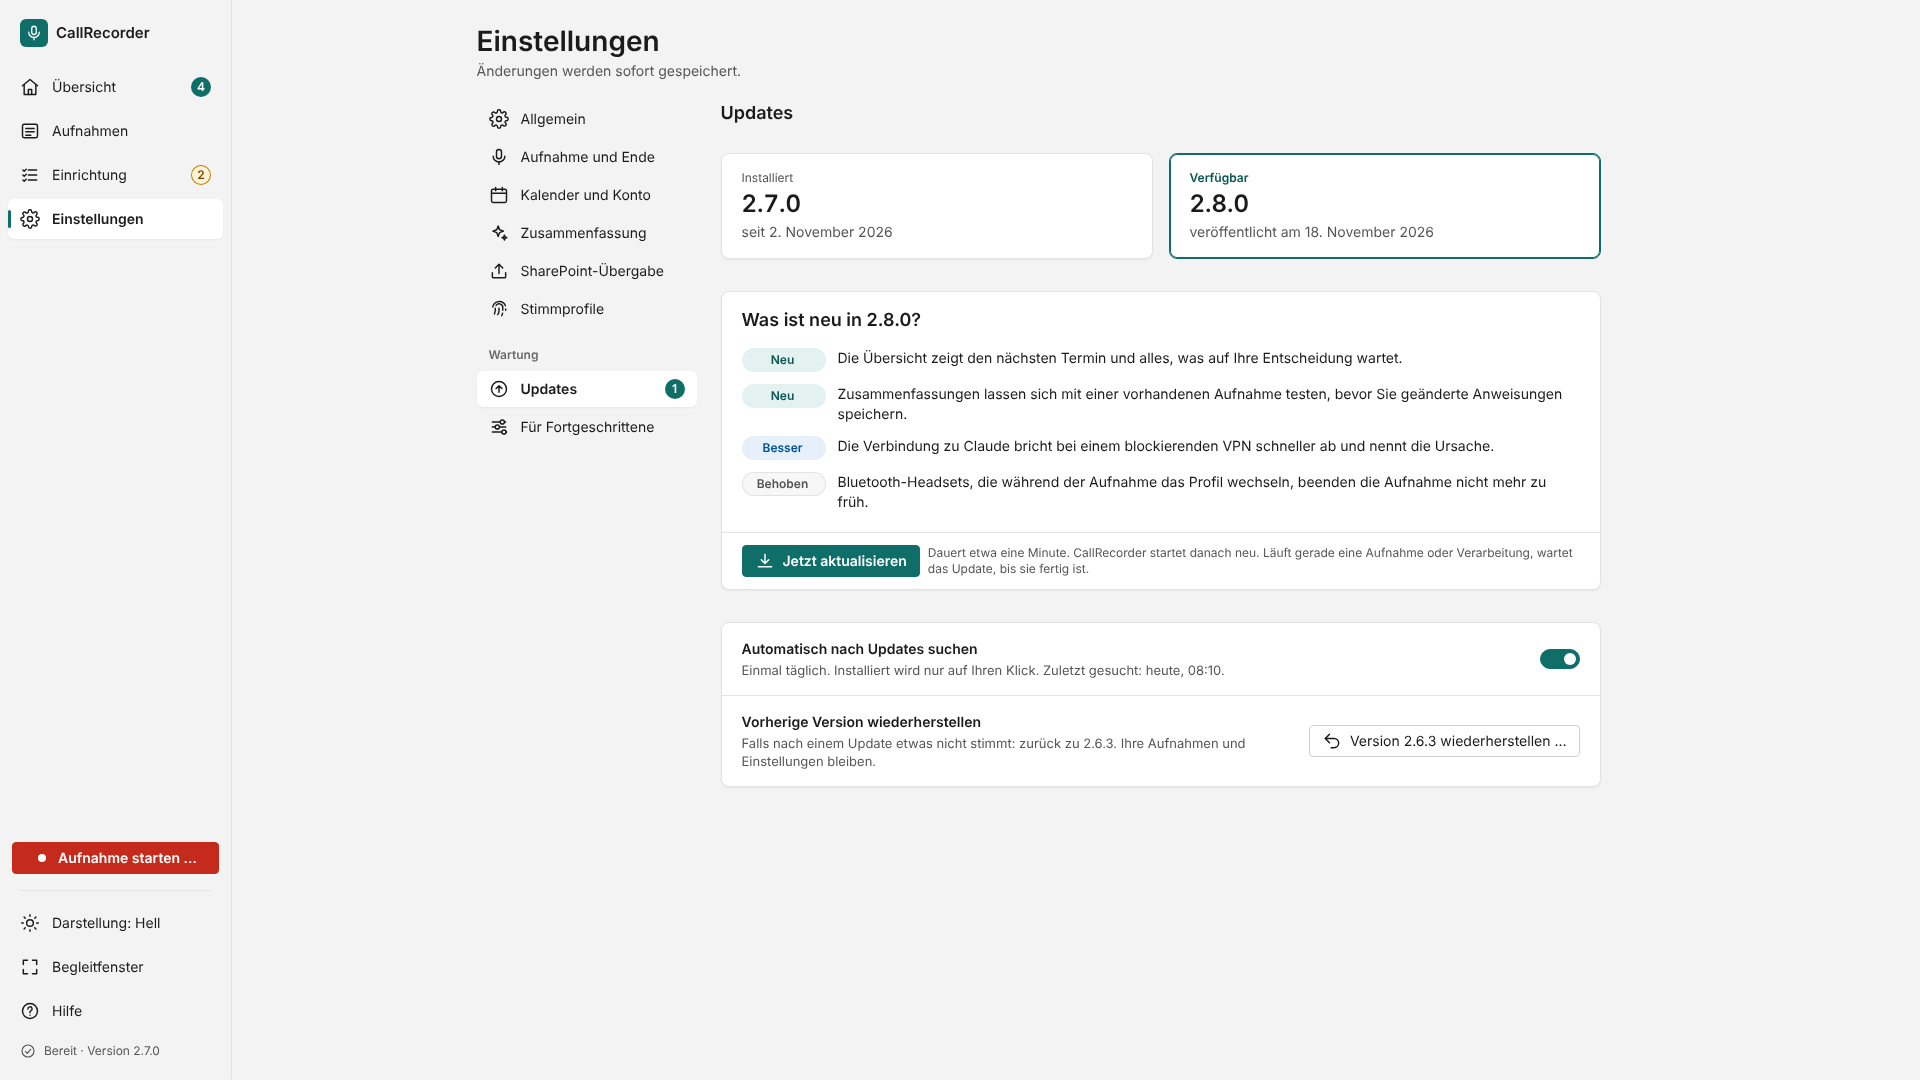 CallRecorder
Übersicht 4
Aufnahmen
Einrichtung 2
Einstellungen
Aufnahme starten ...
Darstellung: Hell
Begleitfenster
Hilfe
Bereit · Version 2.7.0
Einstellungen
Änderungen werden sofort gespeichert.
Allgemein
Aufnahme und Ende
Kalender und Konto
Zusammenfassung
SharePoint-Übergabe
Stimmprofile
Wartung
Updates 1
Für Fortgeschrittene
Updates
Installiert
2.7.0
seit 2. November 2026
Verfügbar
2.8.0
veröffentlicht am 18. November 2026
Was ist neu in 2.8.0?
Neu Die Übersicht zeigt den nächsten Termin und alles, was auf Ihre Entscheidung wartet.
Neu Zusammenfassungen lassen sich mit einer vorhandenen Aufnahme testen, bevor Sie geänderte Anweisungen
speichern.
Besser Die Verbindung zu Claude bricht bei einem blockierenden VPN schneller ab und nennt die Ursache.
Behoben Bluetooth-Headsets, die während der Aufnahme das Profil wechseln, beenden die Aufnahme nicht mehr zu
früh.
Jetzt aktualisieren
Dauert etwa eine Minute. CallRecorder startet danach neu. Läuft gerade eine Aufnahme oder Verarbeitung, wartet
das Update, bis sie fertig ist.
Automatisch nach Updates suchen
Einmal täglich. Installiert wird nur auf Ihren Klick. Zuletzt gesucht: heute, 08:10.
Vorherige Version wiederherstellen
Falls nach einem Update etwas nicht stimmt: zurück zu 2.6.3. Ihre Aufnahmen und
Einstellungen bleiben.
Version 2.6.3 wiederherstellen ...